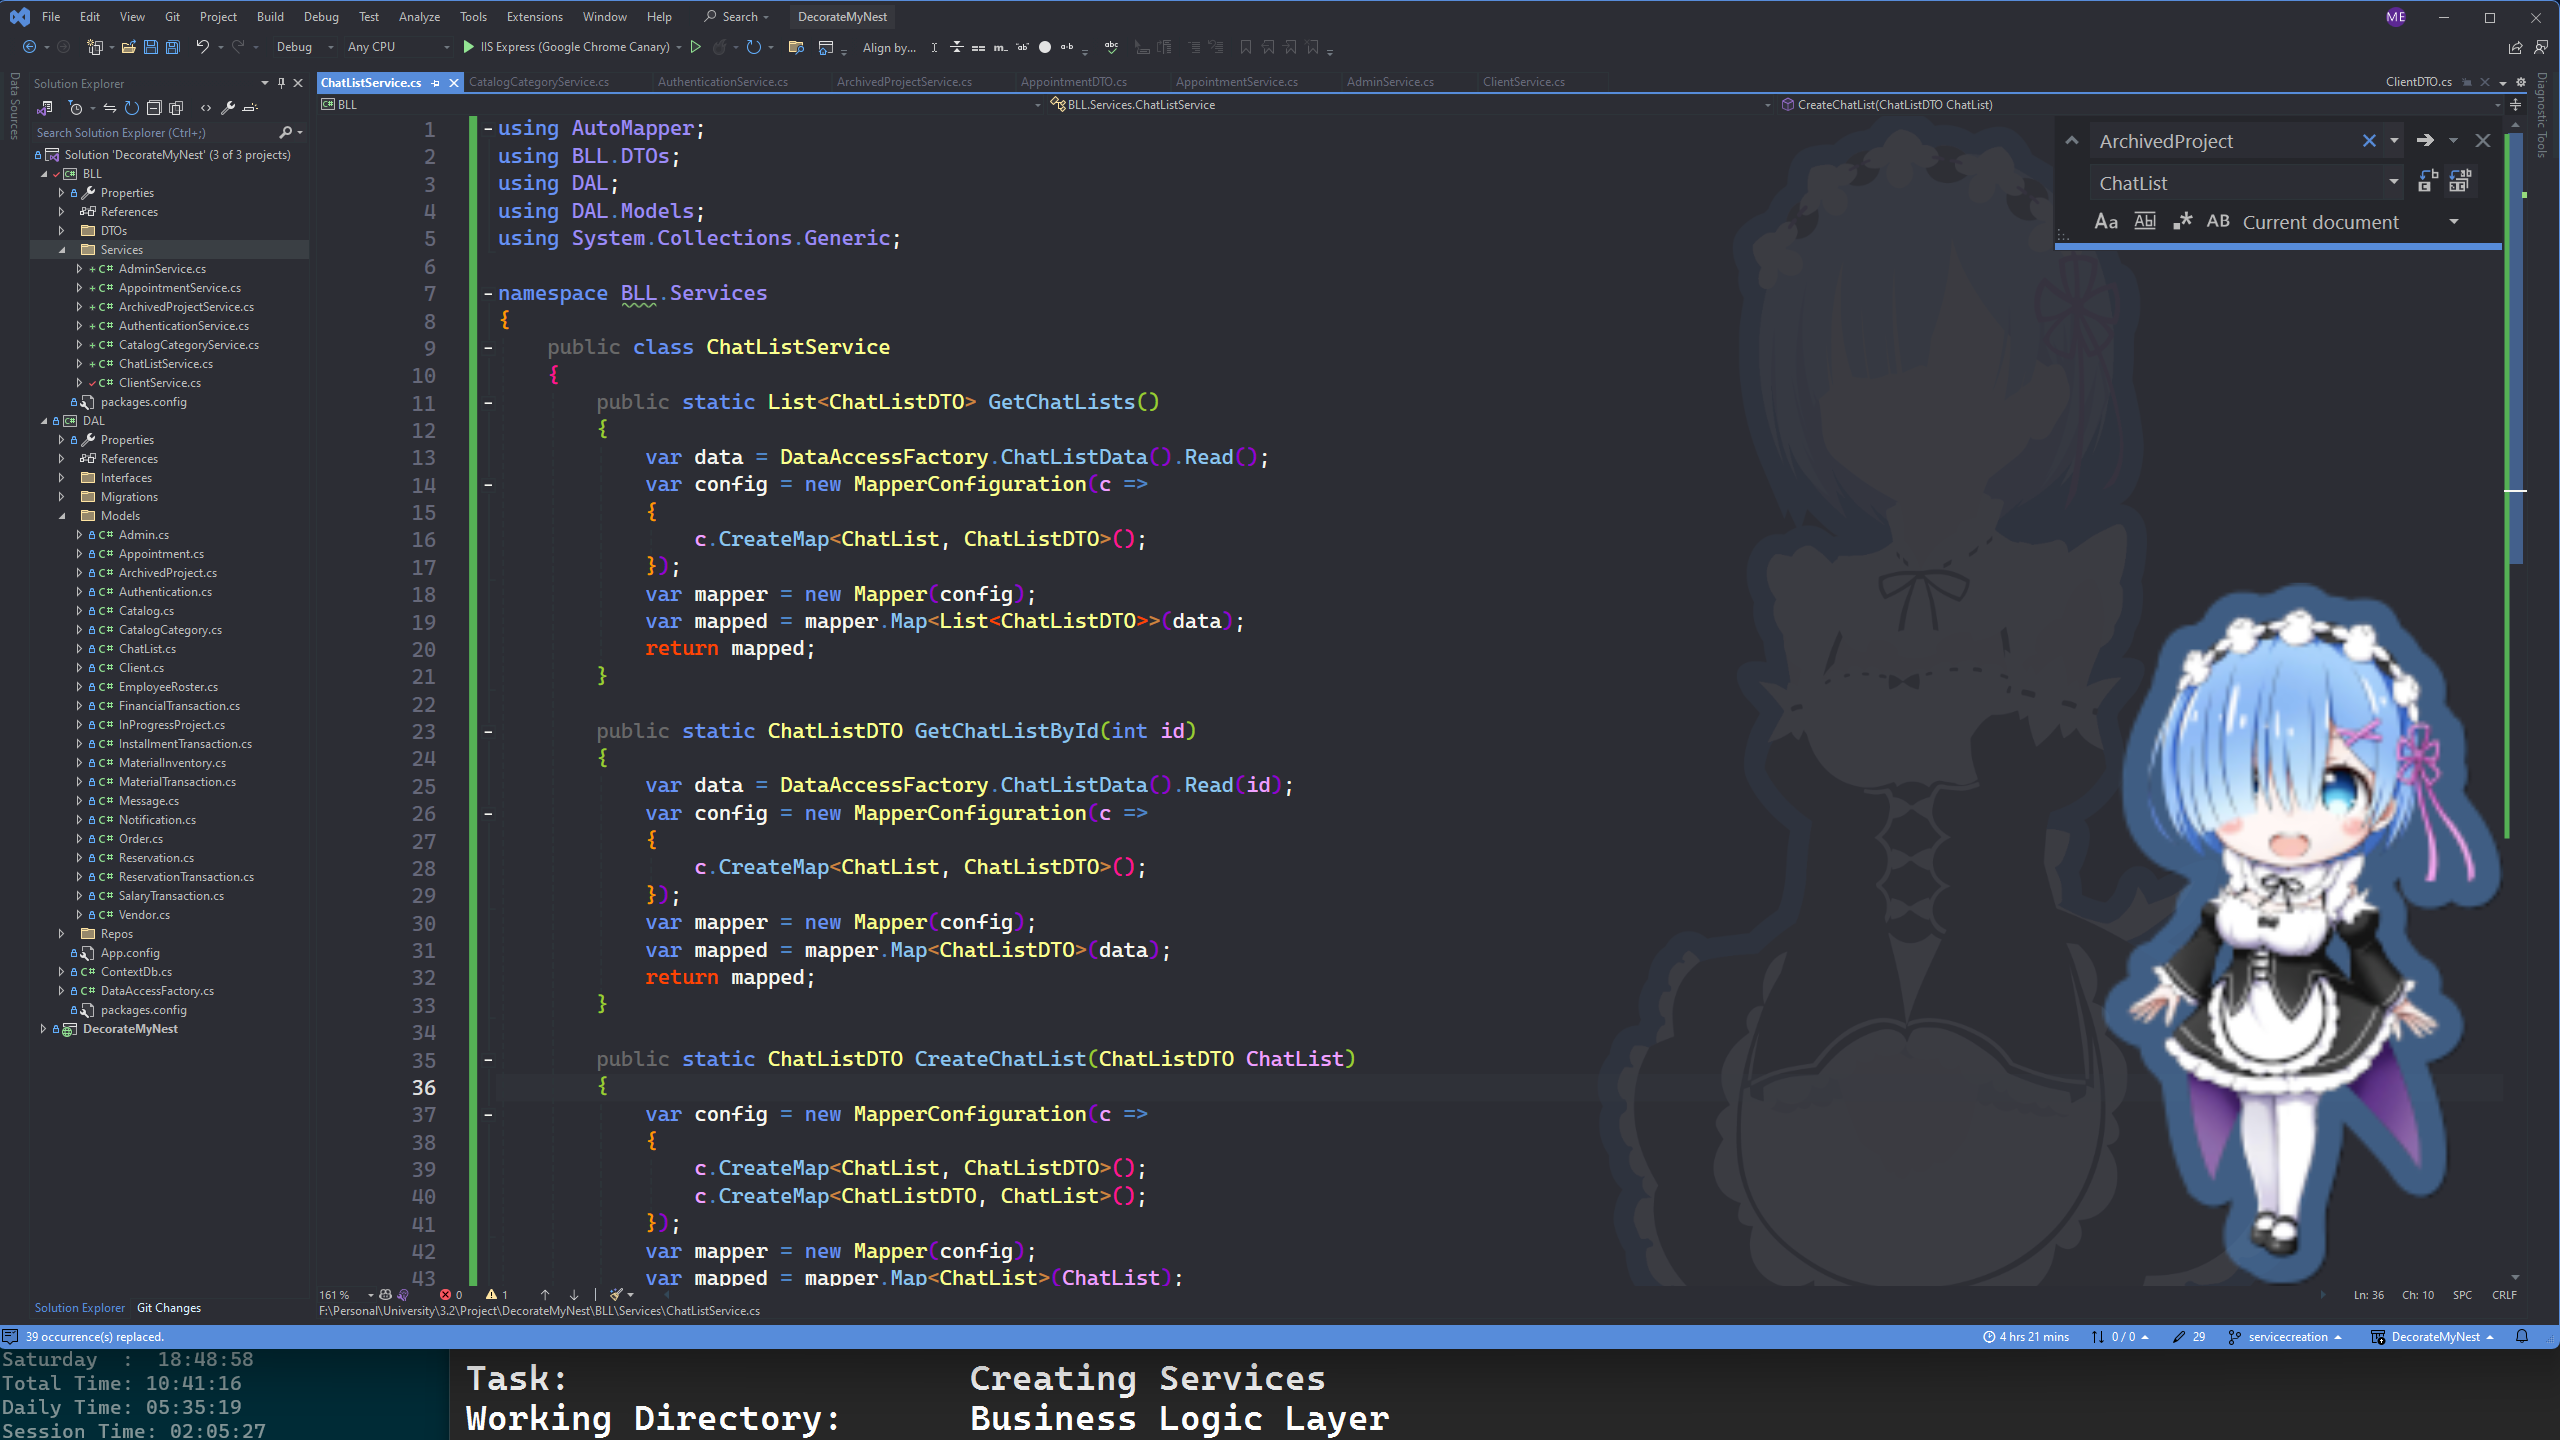 File Edit View Git Project Build Debug Test Analyze Tools Extensions Window Help Search DecorateMyNest ME
Debug Any CPU IIS Express (Google Chrome Canary) Align by...
Data Sources
Solution Explorer
Search Solution Explorer (Ctrl+;)
Solution 'DecorateMyNest' (3 of 3 projects)
BLL
Properties
References
DTOs
Services
AdminService.cs
AppointmentService.cs
ArchivedProjectService.cs
AuthenticationService.cs
CatalogCategoryService.cs
ChatListService.cs
ClientService.cs
packages.config
DAL
Properties
References
Interfaces
Migrations
Models
Admin.cs
Appointment.cs
ArchivedProject.cs
Authentication.cs
Catalog.cs
CatalogCategory.cs
ChatList.cs
Client.cs
EmployeeRoster.cs
FinancialTransaction.cs
InProgressProject.cs
InstallmentTransaction.cs
MaterialInventory.cs
MaterialTransaction.cs
Message.cs
Notification.cs
Order.cs
Reservation.cs
ReservationTransaction.cs
SalaryTransaction.cs
Vendor.cs
Repos
App.config
ContextDb.cs
DataAccessFactory.cs
packages.config
DecorateMyNest
Solution Explorer Git Changes
ChatListService.cs CatalogCategoryService.cs AuthenticationService.cs ArchivedProjectService.cs AppointmentDTO.cs AppointmentService.cs AdminService.cs ClientService.cs ClientDTO.cs
BLL BLL.Services.ChatListService CreateChatList(ChatListDTO ChatList)
Diagnostic Tools
ArchivedProject
ChatList
Aa Abl .* AB Current document
1 using AutoMapper;
2 using BLL.DTOs;
3 using DAL;
4 using DAL.Models;
5 using System.Collections.Generic;
6
7 namespace BLL.Services
8 {
9 public class ChatListService
10 {
11 public static List<ChatListDTO> GetChatLists()
12 {
13 var data = DataAccessFactory.ChatListData().Read();
14 var config = new MapperConfiguration(c =>
15 {
16 c.CreateMap<ChatList, ChatListDTO>();
17 });
18 var mapper = new Mapper(config);
19 var mapped = mapper.Map<List<ChatListDTO>>(data);
20 return mapped;
21 }
22
23 public static ChatListDTO GetChatListById(int id)
24 {
25 var data = DataAccessFactory.ChatListData().Read(id);
26 var config = new MapperConfiguration(c =>
27 {
28 c.CreateMap<ChatList, ChatListDTO>();
29 });
30 var mapper = new Mapper(config);
31 var mapped = mapper.Map<ChatListDTO>(data);
32 return mapped;
33 }
34
35 public static ChatListDTO CreateChatList(ChatListDTO ChatList)
36 {
37 var config = new MapperConfiguration(c =>
38 {
39 c.CreateMap<ChatList, ChatListDTO>();
40 c.CreateMap<ChatListDTO, ChatList>();
41 });
42 var mapper = new Mapper(config);
43 var mapped = mapper.Map<ChatList>(ChatList);
161 % 0 1 Ln: 36 Ch: 10 SPC CRLF
F:\Personal\University\3.2\Project\DecorateMyNest\BLL\Services\ChatListService.cs
39 occurrence(s) replaced. 4 hrs 21 mins 0 / 0 29 servicecreation DecorateMyNest
Saturday : 18:48:58
Total Time: 10:41:16
Daily Time: 05:35:19
Session Time: 02:05:27
Task: Creating Services
Working Directory: Business Logic Layer